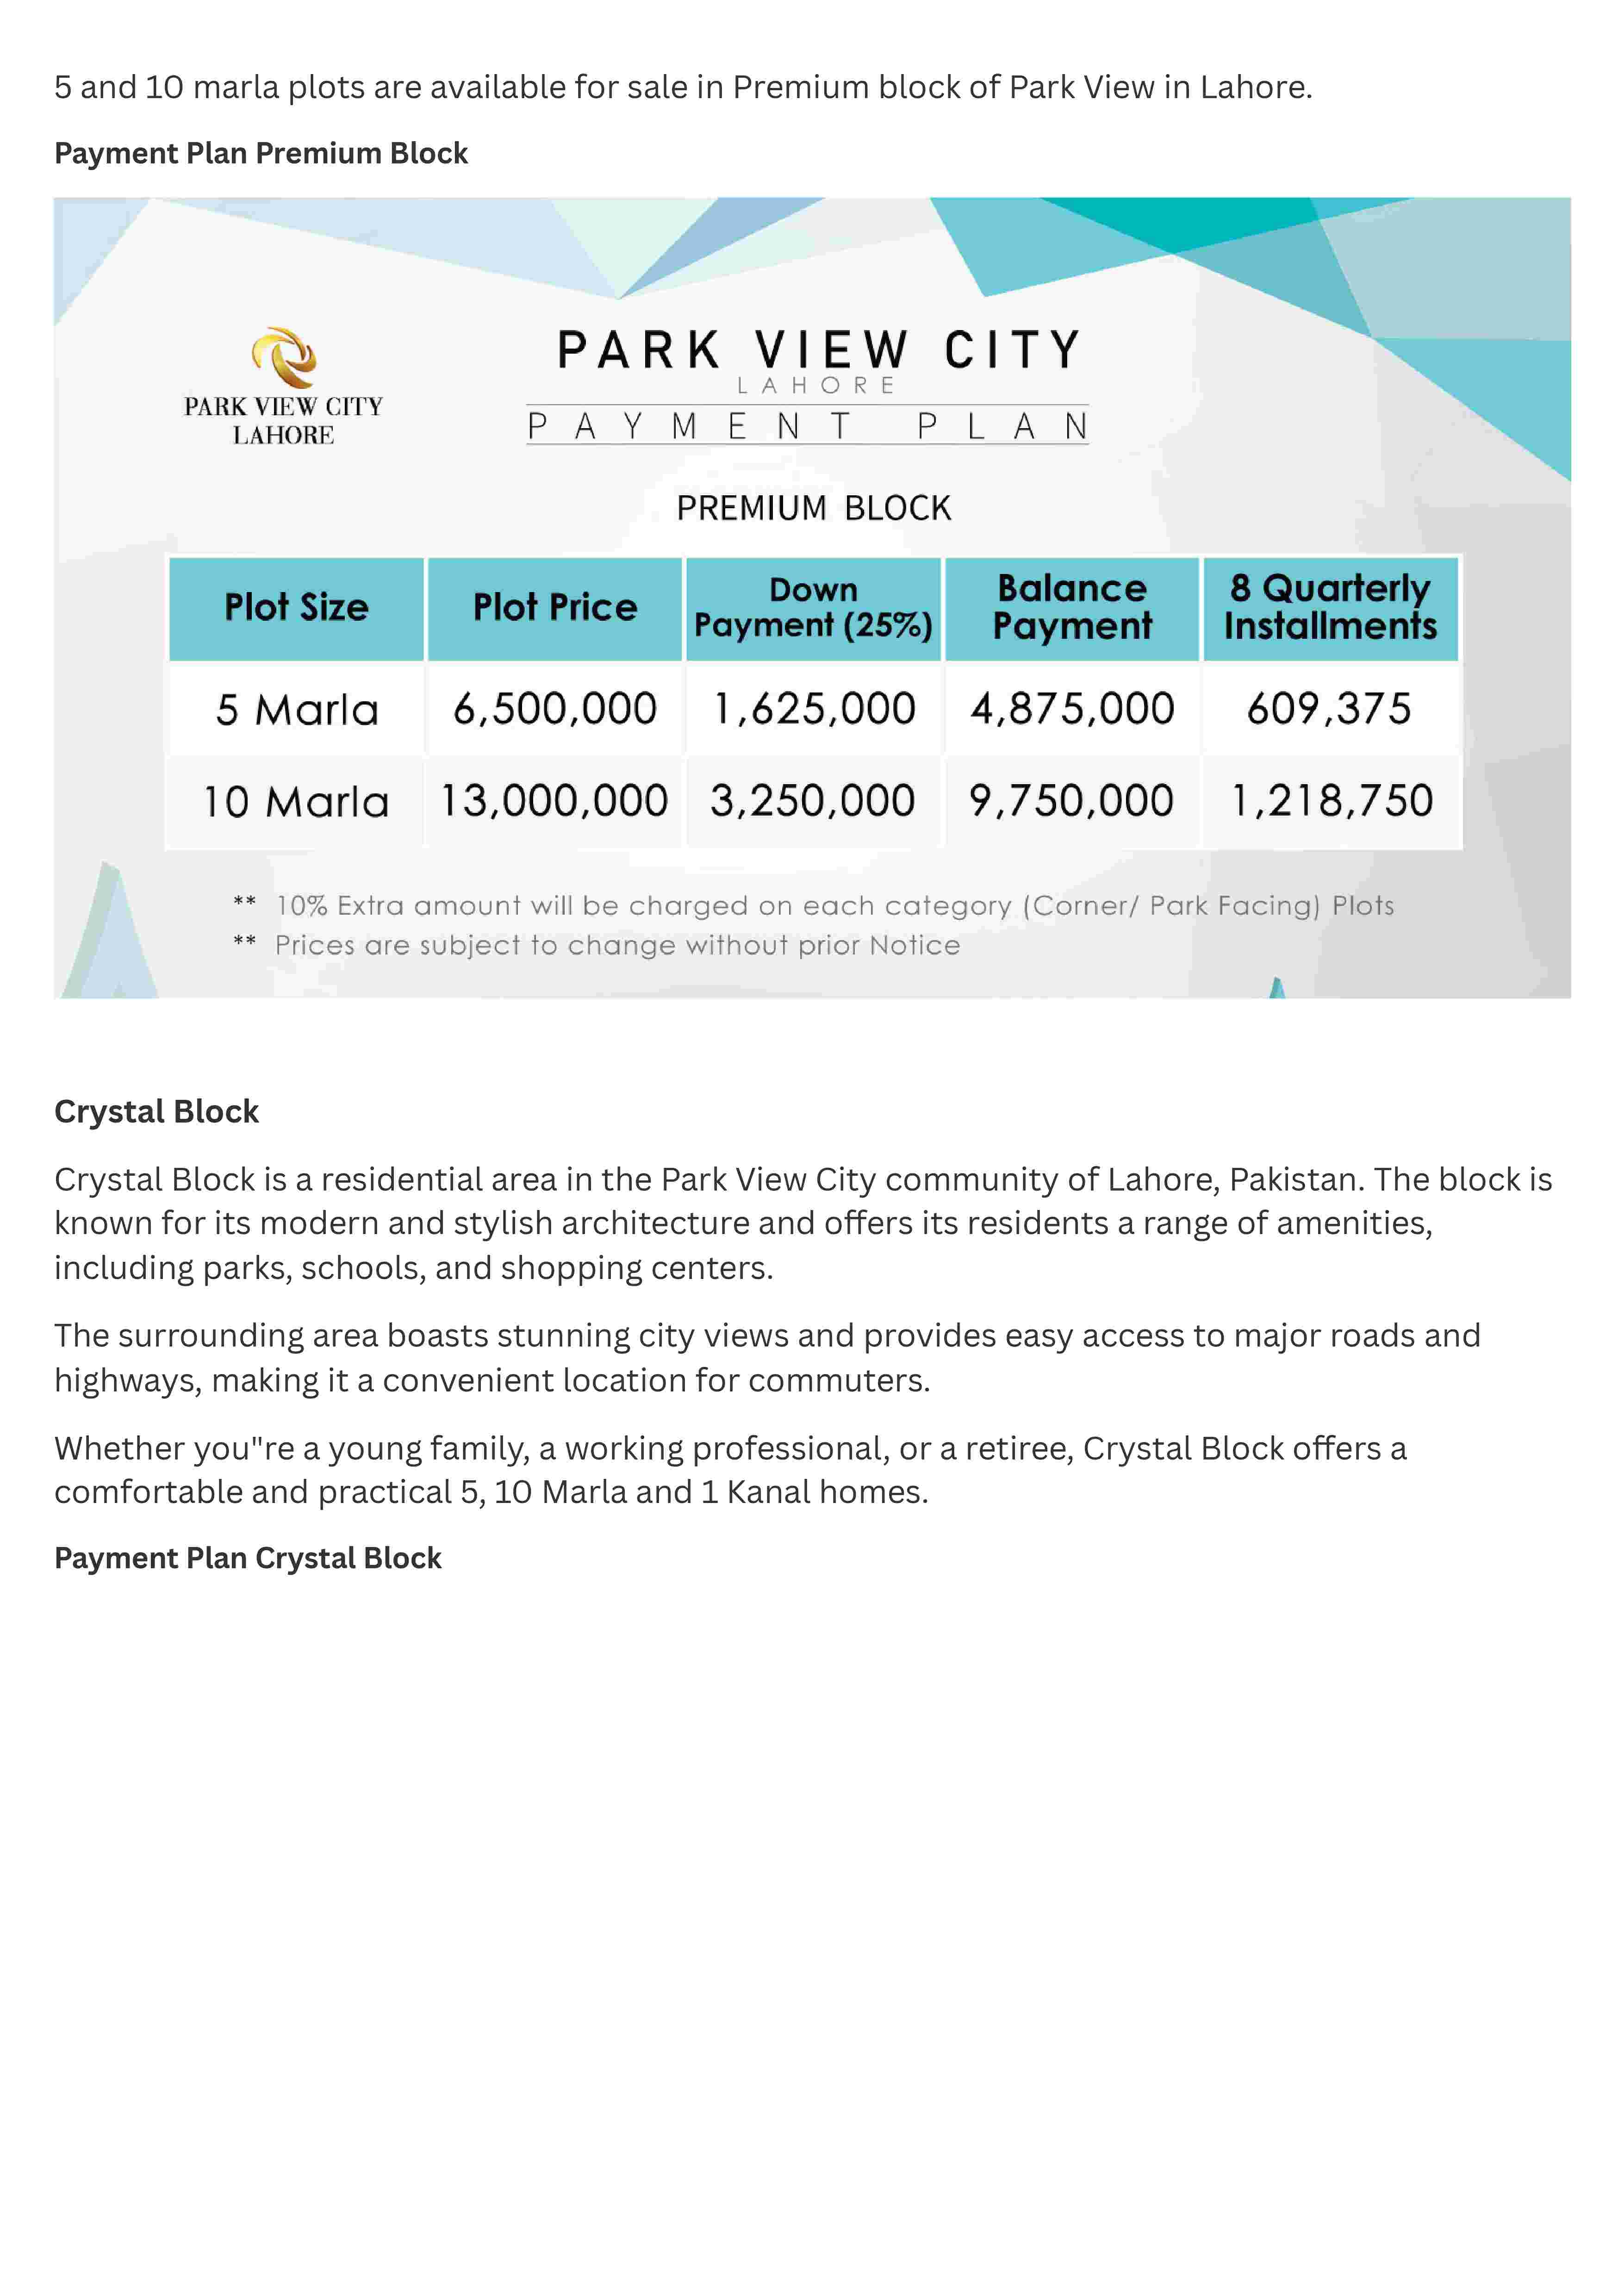 5 and 10 marla plots are available for sale in Premium block of Park View in Lahore.
Payment Plan Premium Block
PARK VIEW CITY
LAHORE
PARK VIEW CITY
LAHORE
PAYMENT PLAN
PREMIUM BLOCK
Plot Size Plot Price Down Payment (25%) Balance Payment 8 Quarterly Installments
5 Marla 6,500,000 1,625,000 4,875,000 609,375
10 Marla 13,000,000 3,250,000 9,750,000 1,218,750
** 10% Extra amount will be charged on each category (Corner/ Park Facing) Plots
** Prices are subject to change without prior Notice
Crystal Block
Crystal Block is a residential area in the Park View City community of Lahore, Pakistan. The block is
known for its modern and stylish architecture and offers its residents a range of amenities,
including parks, schools, and shopping centers.
The surrounding area boasts stunning city views and provides easy access to major roads and
highways, making it a convenient location for commuters.
Whether you"re a young family, a working professional, or a retiree, Crystal Block offers a
comfortable and practical 5, 10 Marla and 1 Kanal homes.
Payment Plan Crystal Block